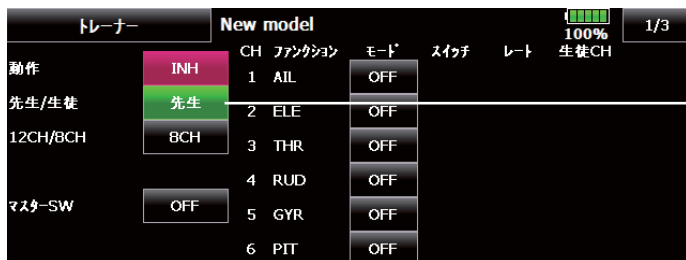 トレーナー New model 100% 1/3
CH ファンクション モード スイッチ レート 生徒CH
動作 INH 1 AIL OFF
先生/生徒 先生 2 ELE OFF
12CH/8CH 8CH 3 THR OFF
4 RUD OFF
マスターSW OFF 5 GYR OFF
6 PIT OFF